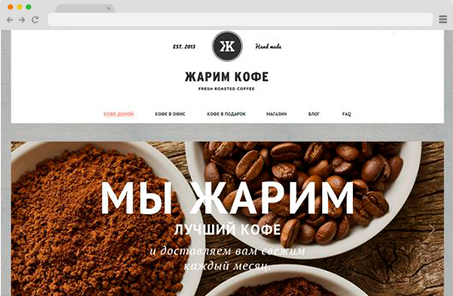 EST. 2013 Ж Hand made
ЖАРИМ КОФЕ
FRESH ROASTED COFFEE
КОФЕ ДОМОЙ КОФЕ В ОФИС КОФЕ В ПОДАРОК МАГАЗИН БЛОГ FAQ
МЫ ЖАРИМ
ЛУЧШИЙ КОФЕ
и доставляем вам свежим
каждый месяц.